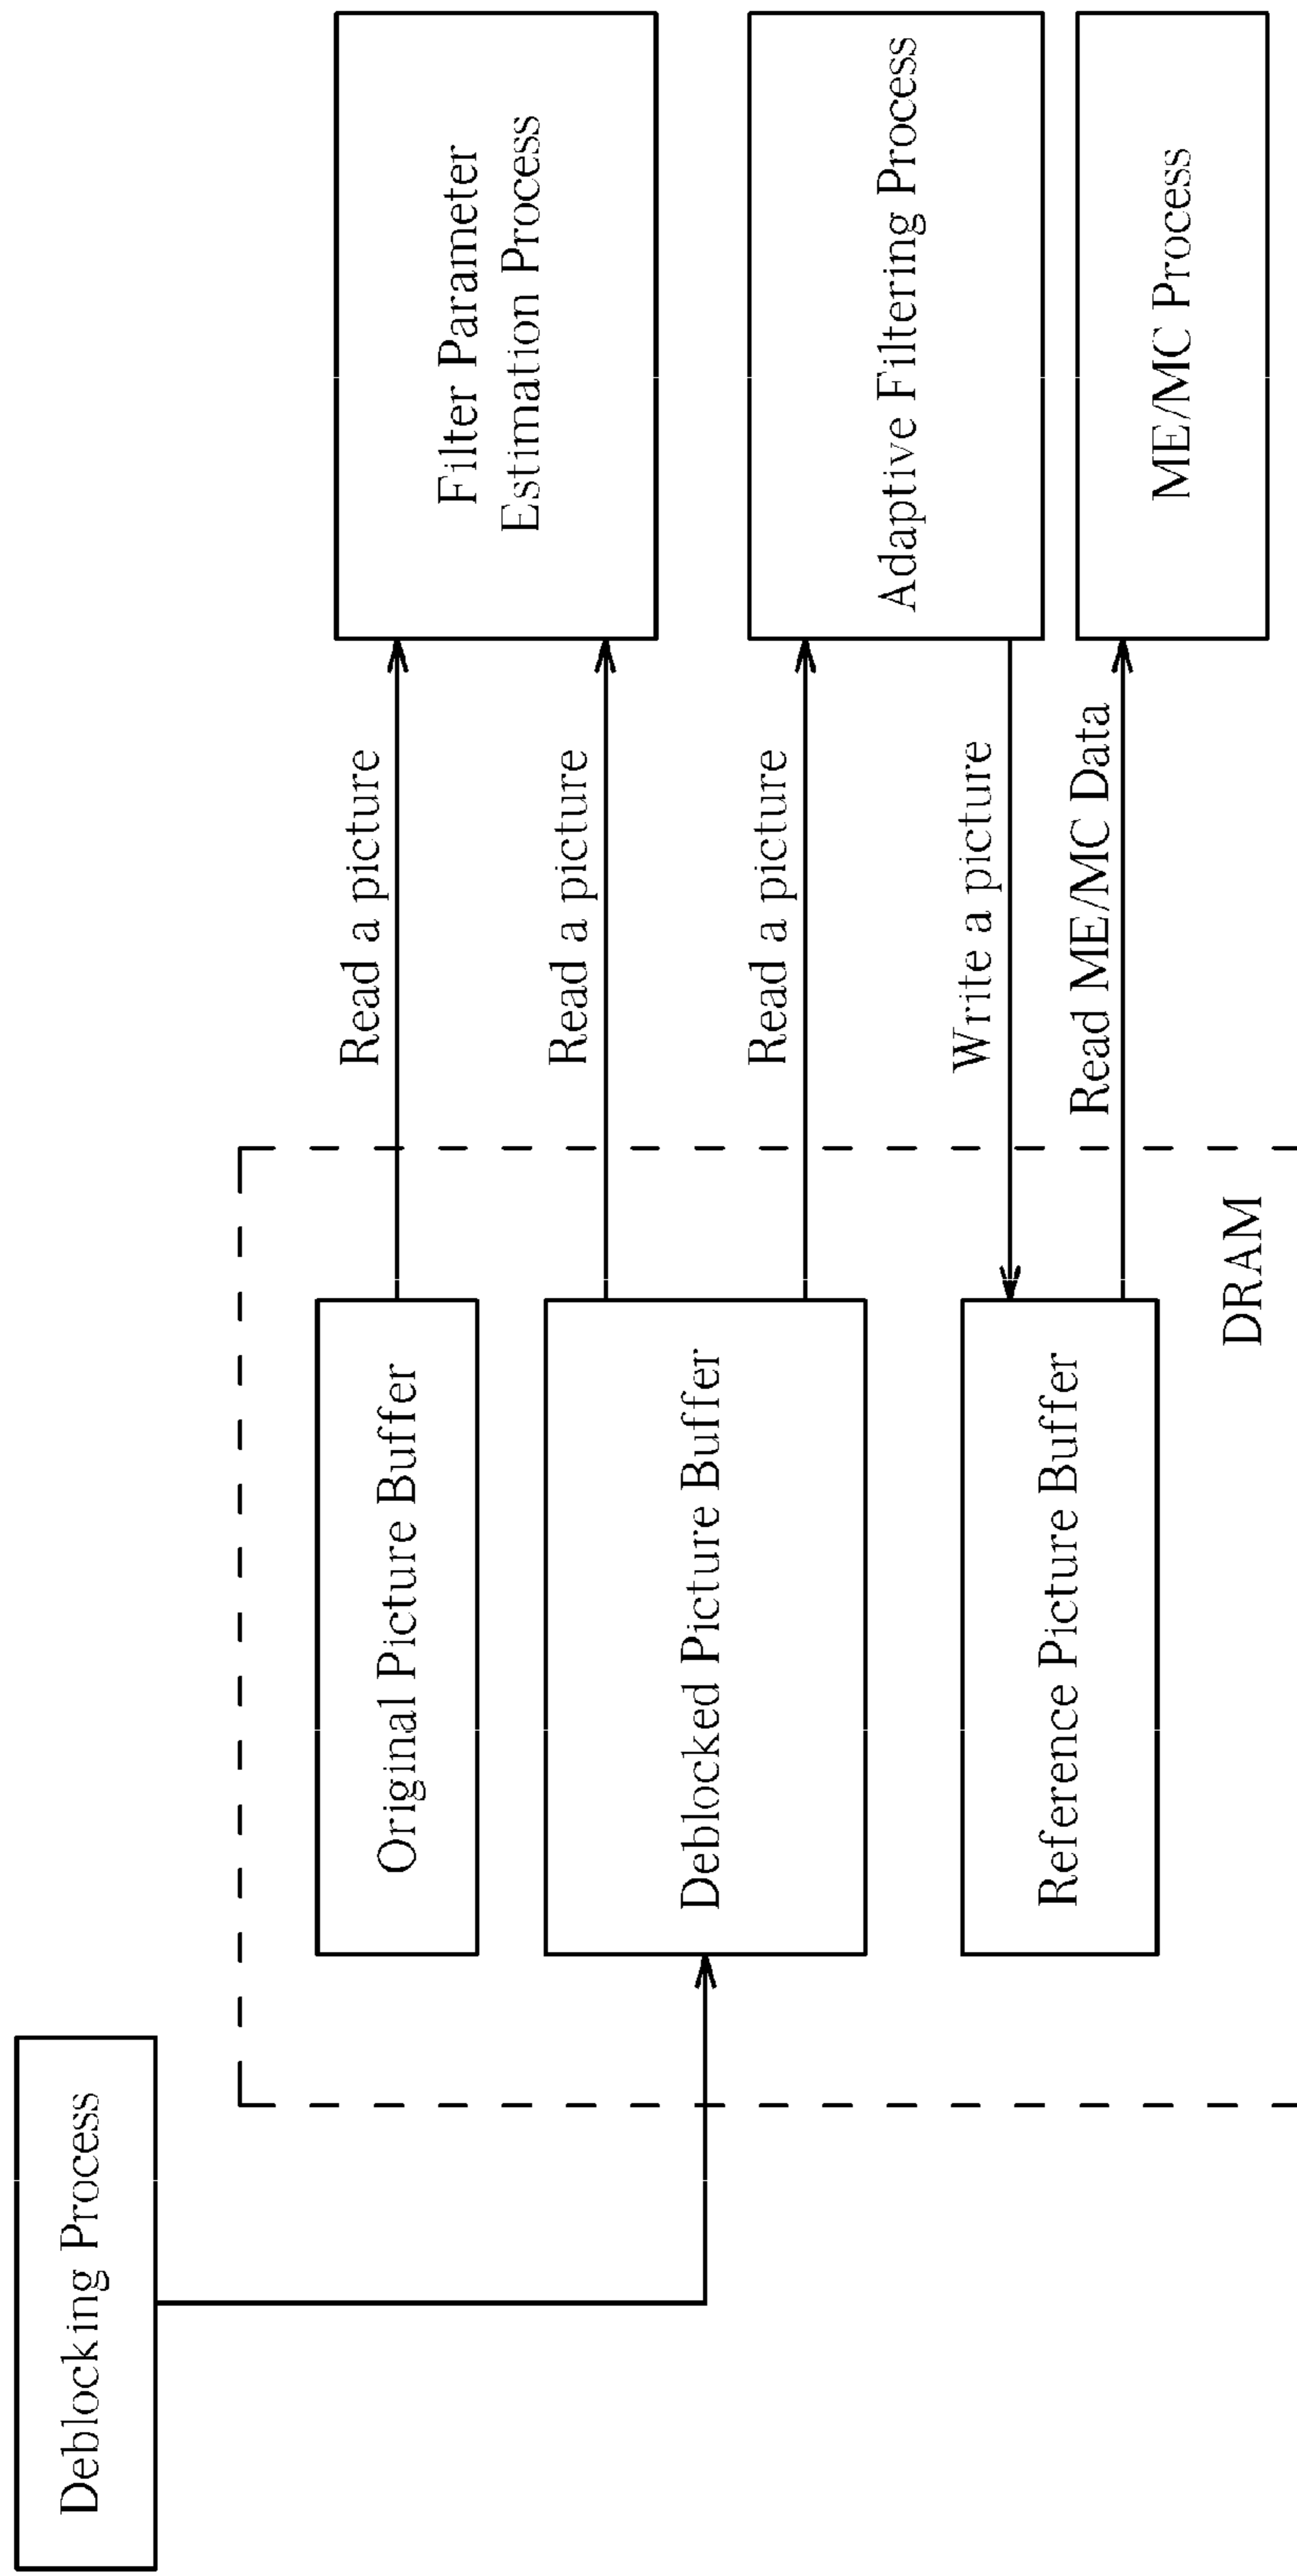 Deblocking Process
Original Picture Buffer
Read a picture
Filter Parameter
Estimation Process
Deblocked Picture Buffer
Read a picture
Read a picture
Adaptive Filtering Process
Write a picture
Reference Picture Buffer
Read ME/MC Data
ME/MC Process
DRAM